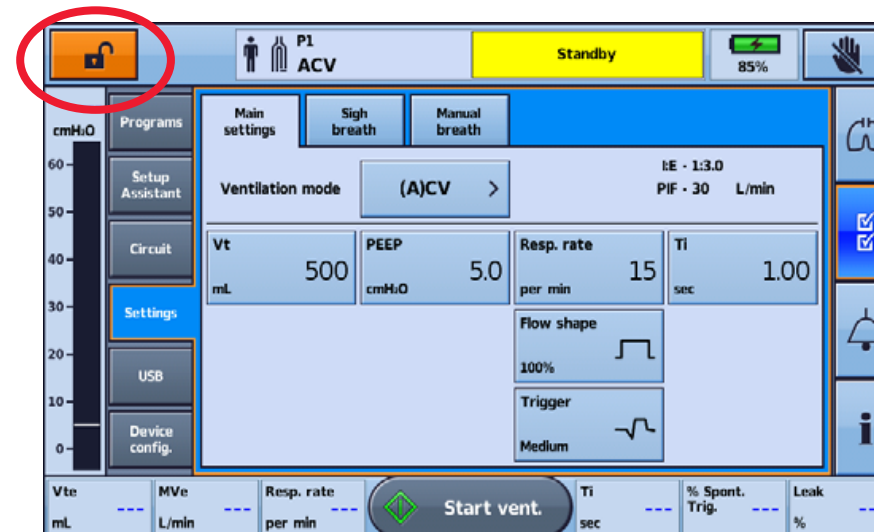 P1
ACV
Standby
85%
cmH2O
60
50
40
30
20
10
0
Programs
Setup
Assistant
Circuit
Settings
USB
Device
config.
Main
settings
Sigh
breath
Manual
breath
Ventilation mode
(A)CV >
I:E - 1:3.0
PIF - 30 L/min
Vt
500
mL
PEEP
5.0
cmH2O
Resp. rate
15
per min
Ti
1.00
sec
Flow shape
100%
Trigger
Medium
Vte
---
mL
MVe
---
L/min
Resp. rate
---
per min
Start vent.
Ti
---
sec
% Spont.
Trig.
---
Leak
--
%
i